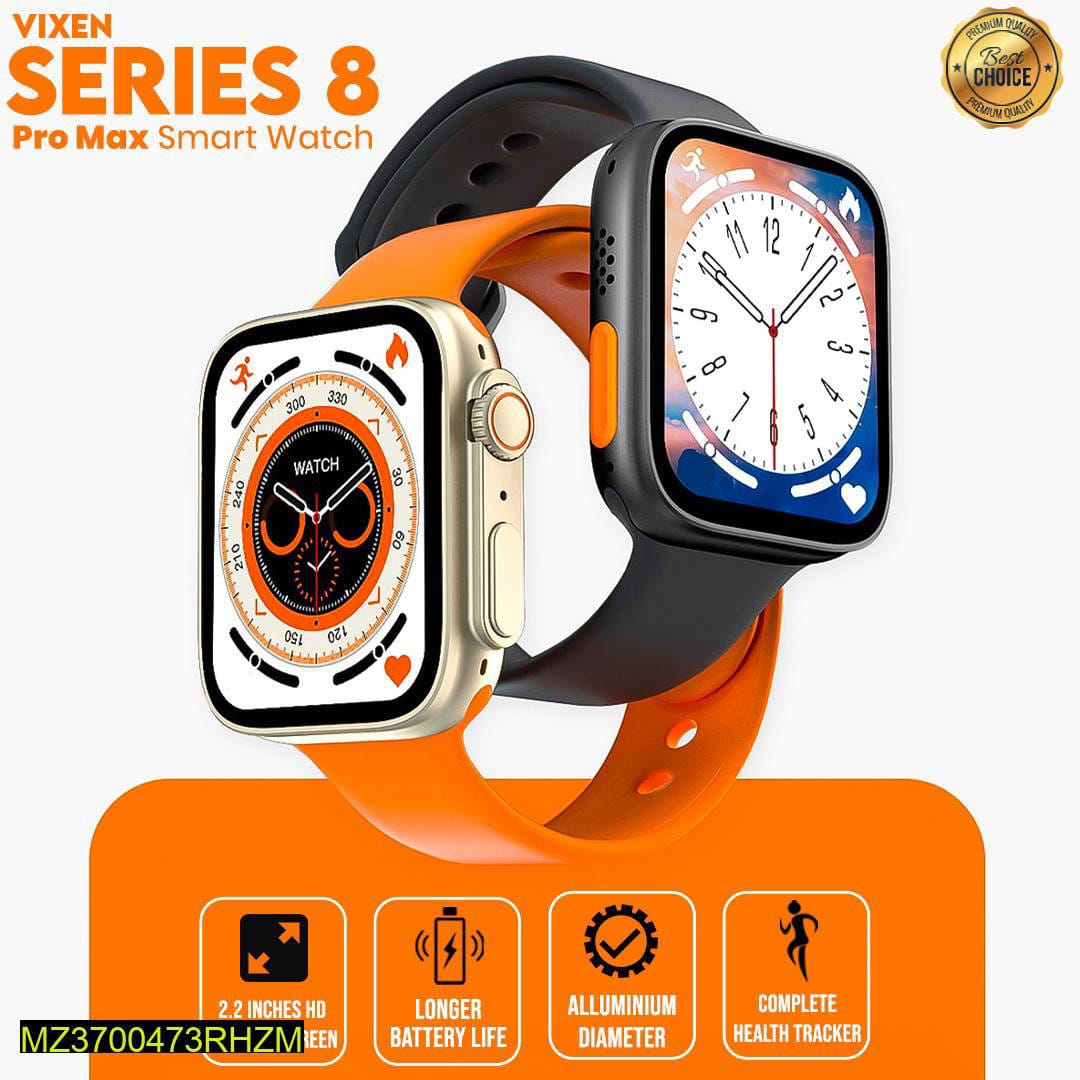 VIXEN
SERIES 8
Pro Max Smart Watch
PREMIUM QUALITY
Best
CHOICE
PREMIUM QUALITY
12
11
1
10
2
9
3
8
4
7
5
6
300 330
WATCH
30
240
60
210
150 120
2.2 INCHES HD
MZ3700473RHZM
LONGER
BATTERY LIFE
ALLUMINIUM
DIAMETER
COMPLETE
HEALTH TRACKER